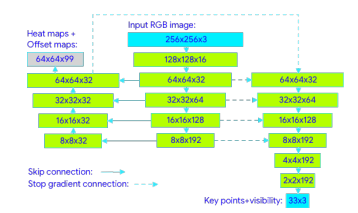 Input RGB image:
Heat maps +
Offset maps:
256x256x3
64x64x99
128x128x16
64x64x32
64x64x32
64x64x32
32x32x32
32x32x64
32x32x64
16x16x32
16x16x128
16x16x128
8x8x32
8x8x192
8x8x192
4x4x192
Skip connection:
Stop gradient connection:
2x2x192
Key points+visibility:
33x3